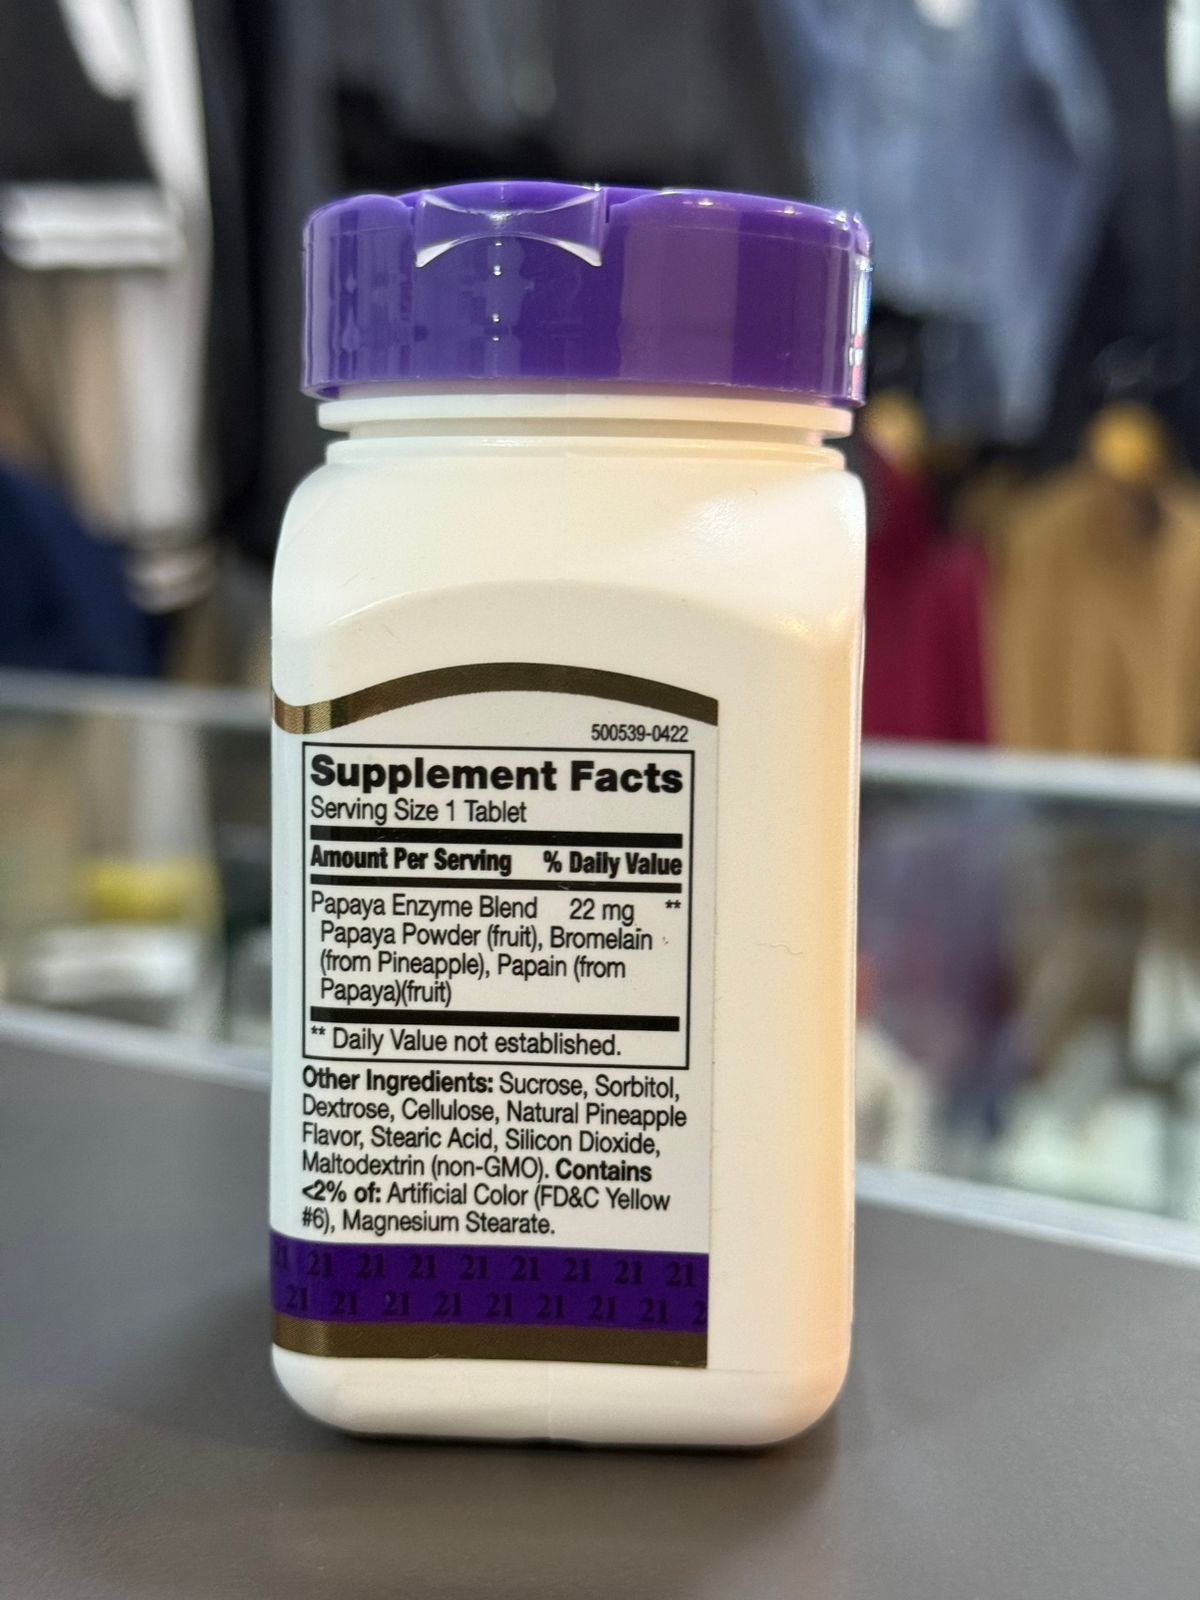 500539-0422
Supplement Facts
Serving Size 1 Tablet
Amount Per Serving % Daily Value
Papaya Enzyme Blend 22 mg **
Papaya Powder (fruit), Bromelain
(from Pineapple), Papain (from
Papaya)(fruit)
** Daily Value not established.
Other Ingredients: Sucrose, Sorbitol,
Dextrose, Cellulose, Natural Pineapple
Flavor, Stearic Acid, Silicon Dioxide,
Maltodextrin (non-GMO). Contains
<2% of: Artificial Color (FD&C Yellow
#6), Magnesium Stearate.
21 21 21 21 21 21 21 21 21
21 21 21 21 21 21 21 21 2